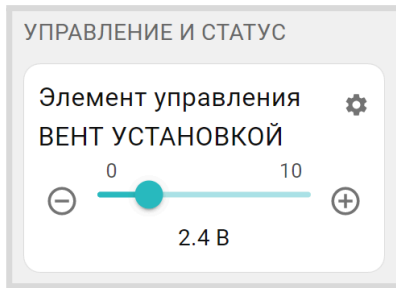 УПРАВЛЕНИЕ И СТАТУС
Элемент управления
ВЕНТ УСТАНОВКОЙ
0 10
2.4 В